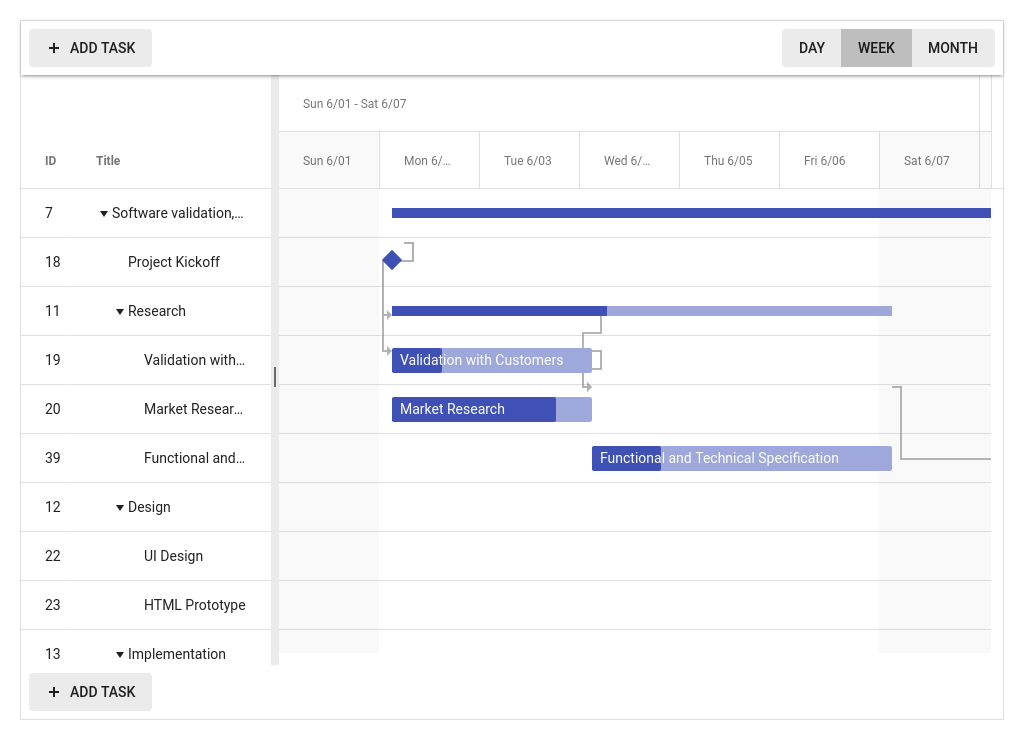 ADD TASK
DAY WEEK MONTH
Sun 6/01 - Sat 6/07
ID Title Sun 6/01 Mon 6/... Tue 6/03 Wed 6/... Thu 6/05 Fri 6/06 Sat 6/07
7 Software validation,...
18 Project Kickoff
11 Research
19 Validation with... Validation with Customers
20 Market Resear... Market Research
39 Functional and... Functional and Technical Specification
12 Design
22 UI Design
23 HTML Prototype
13 Implementation
ADD TASK